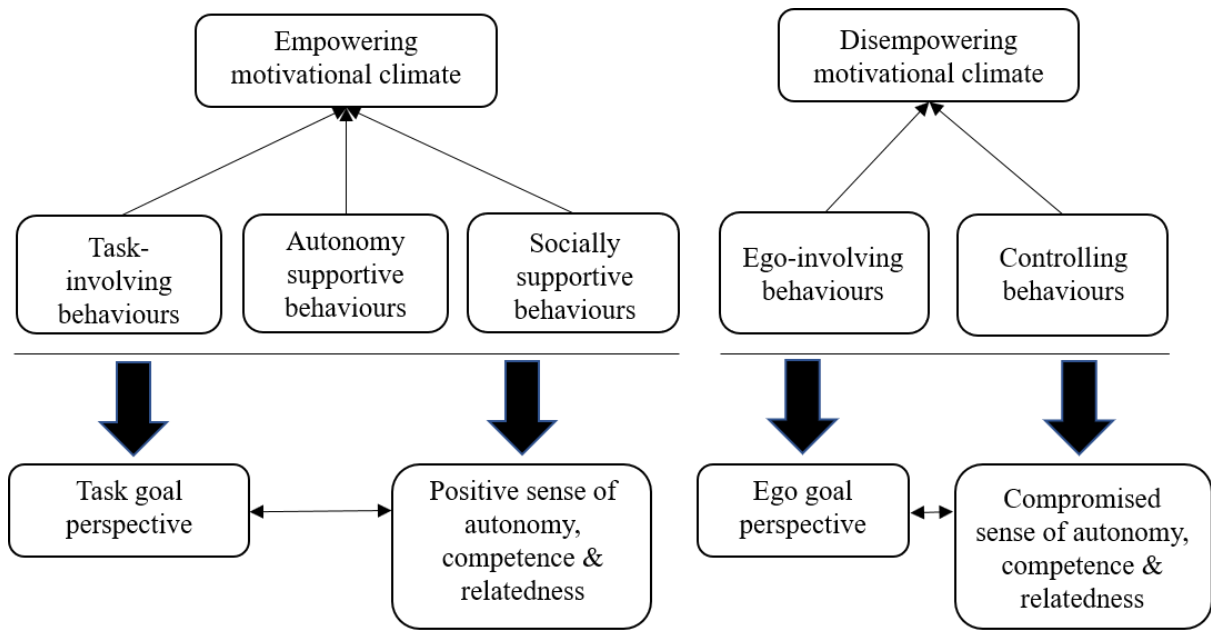 Empowering
motivational climate
Disempowering
motivational climate
Task-
involving
behaviours
Autonomy
supportive
behaviours
Socially
supportive
behaviours
Ego-involving
behaviours
Controlling
behaviours
Task goal
perspective
Positive sense of
autonomy,
competence &
relatedness
Ego goal
perspective
Compromised
sense of autonomy,
competence &
relatedness